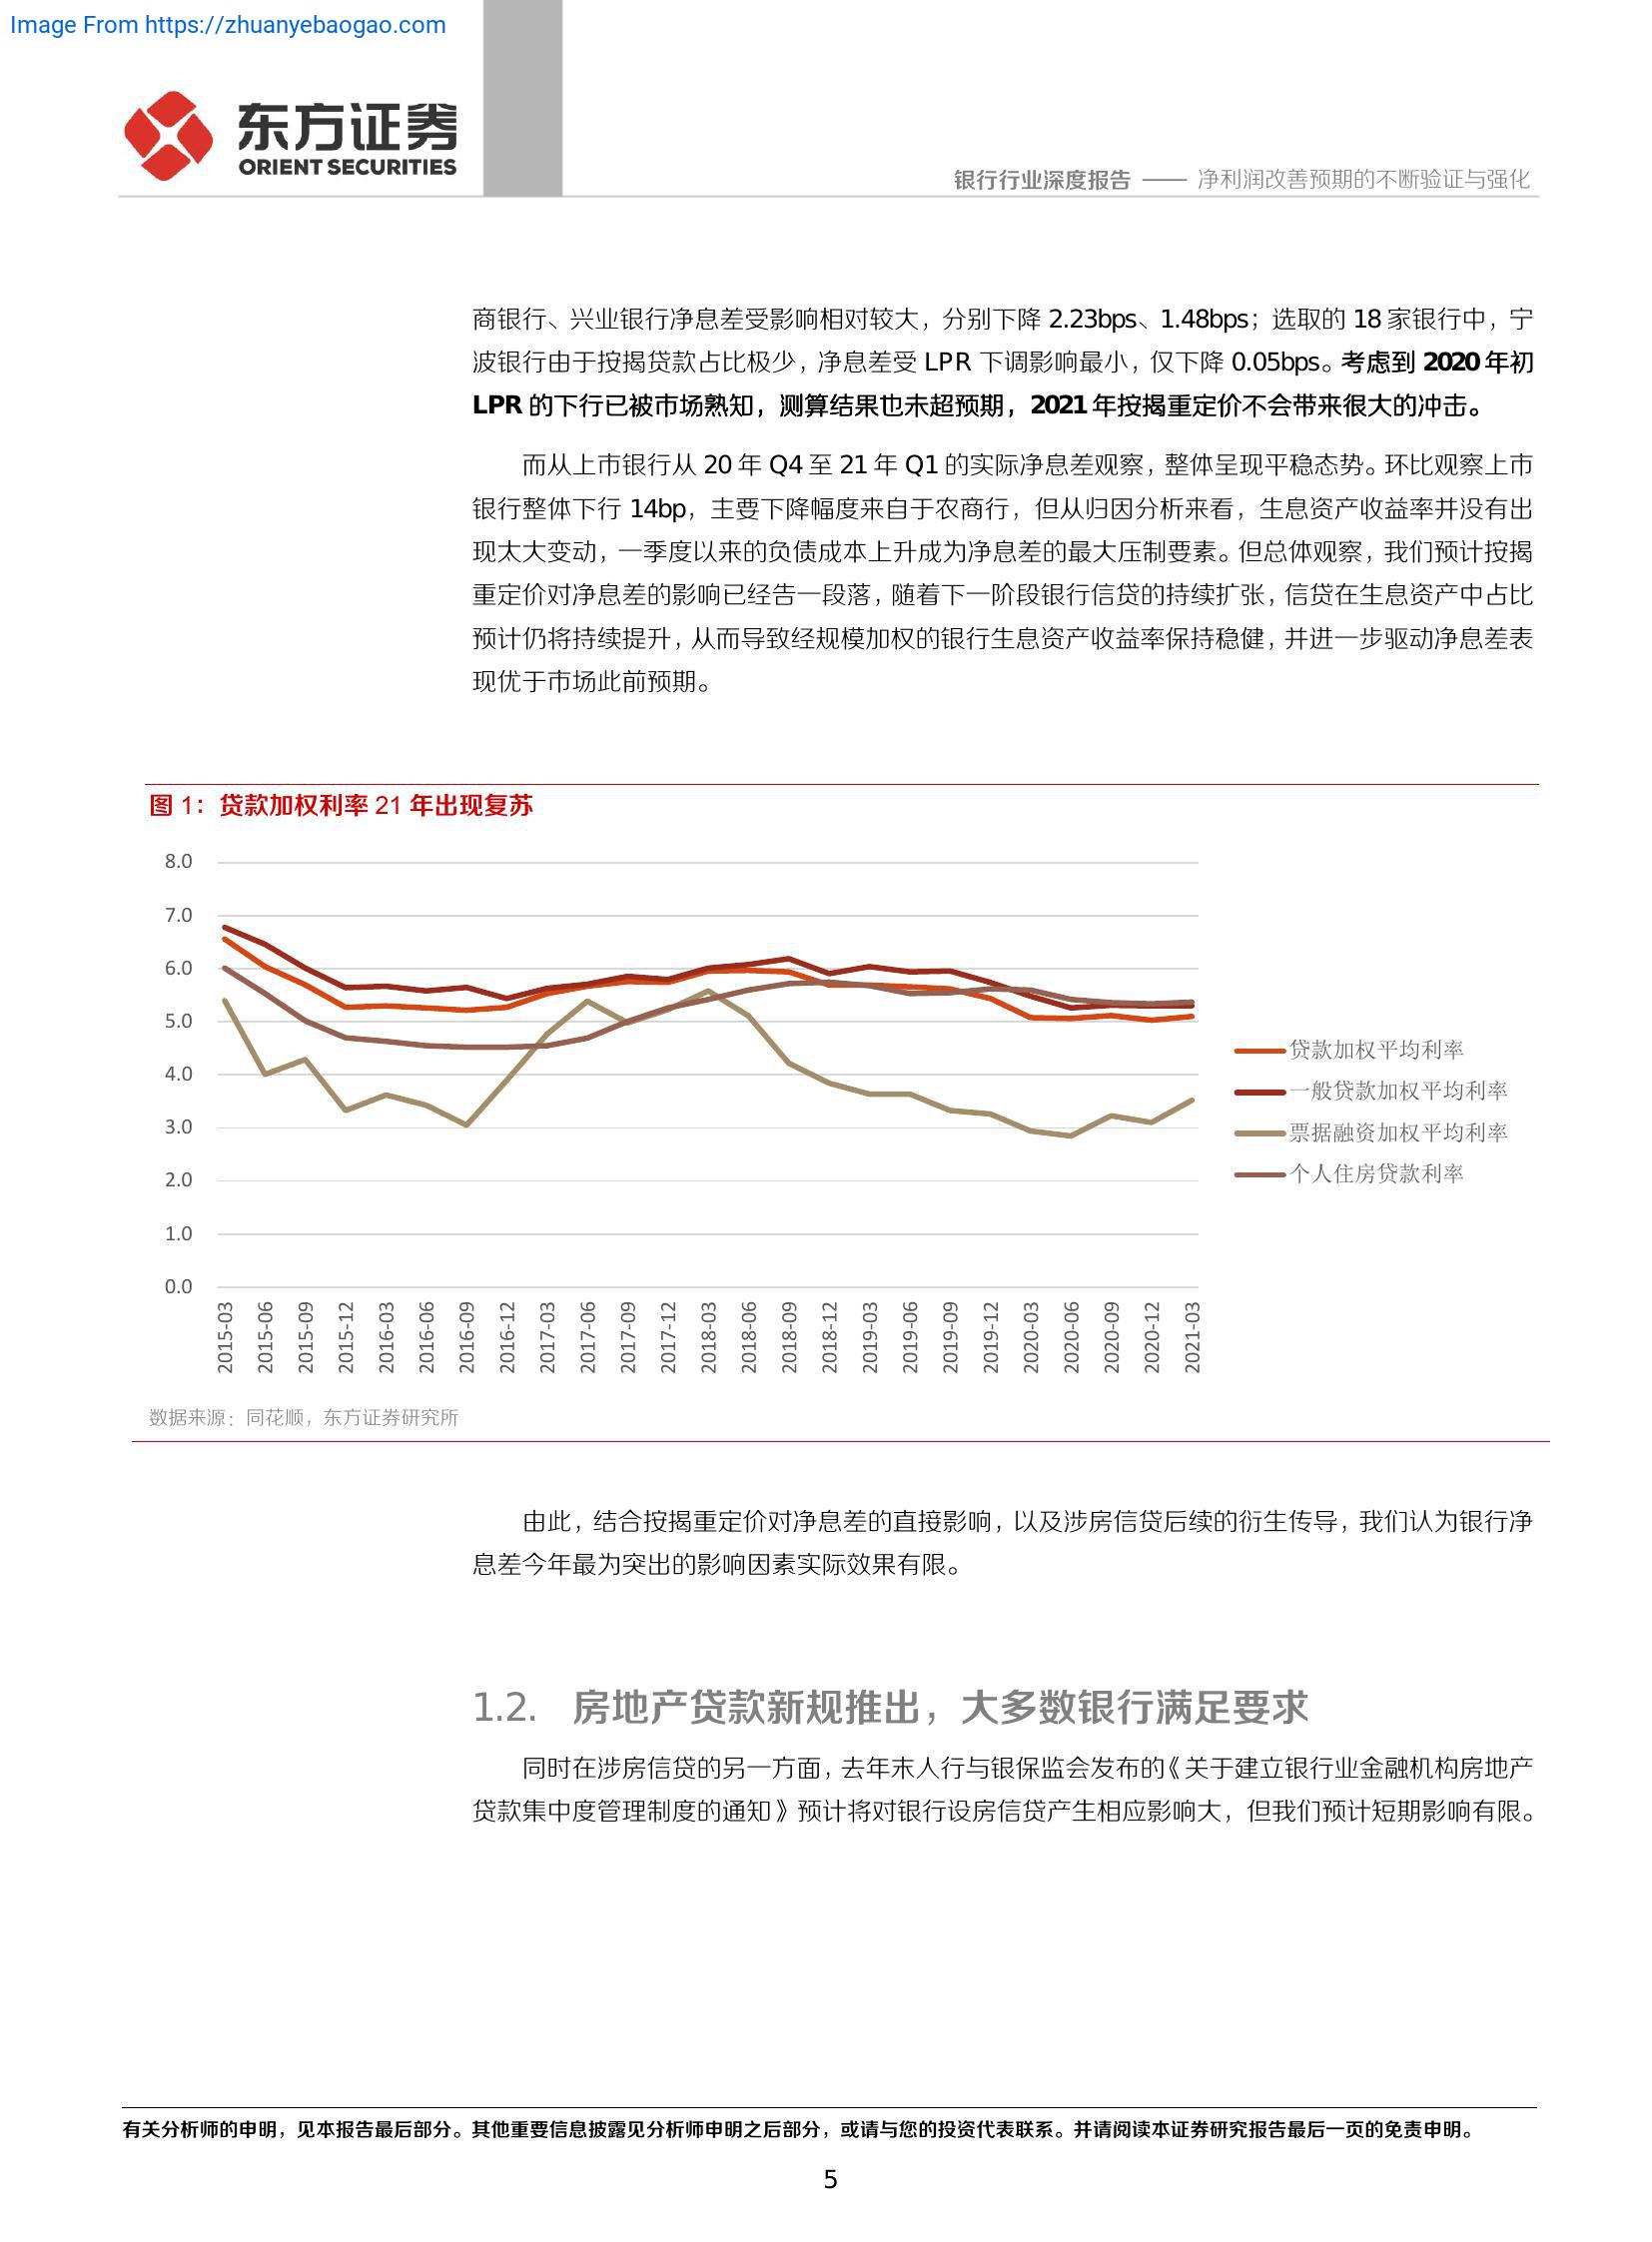 Image From https://zhuanyebaogao.com
东方证券
ORIENT SECURITIES
银行行业深度报告 —— 净利润改善预期的不断验证与强化
商银行、兴业银行净息差受影响相对较大，分别下降 2.23bps、1.48bps；选取的 18 家银行中，宁
波银行由于按揭贷款占比极少，净息差受 LPR 下调影响最小，仅下降 0.05bps。考虑到 2020 年初
LPR 的下行已被市场熟知，测算结果也未超预期，2021 年按揭重定价不会带来很大的冲击。
而从上市银行从 20 年 Q4 至 21 年 Q1 的实际净息差观察，整体呈现平稳态势。环比观察上市
银行整体下行 14bp，主要下降幅度来自于农商行，但从归因分析来看，生息资产收益率并没有出
现太大变动，一季度以来的负债成本上升成为净息差的最大压制要素。但总体观察，我们预计按揭
重定价对净息差的影响已经告一段落，随着下一阶段银行信贷的持续扩张，信贷在生息资产中占比
预计仍将持续提升，从而导致经规模加权的银行生息资产收益率保持稳健，并进一步驱动净息差表
现优于市场此前预期。
图 1：贷款加权利率 21 年出现复苏
8.0
7.0
6.0
5.0
4.0
3.0
2.0
1.0
0.0
2015-03
2015-06
2015-09
2015-12
2016-03
2016-06
2016-09
2016-12
2017-03
2017-06
2017-09
2017-12
2018-03
2018-06
2018-09
2018-12
2019-03
2019-06
2019-09
2019-12
2020-03
2020-06
2020-09
2020-12
2021-03
贷款加权平均利率
一般贷款加权平均利率
票据融资加权平均利率
个人住房贷款利率
数据来源：同花顺，东方证券研究所
由此，结合按揭重定价对净息差的直接影响，以及涉房信贷后续的衍生传导，我们认为银行净
息差今年最为突出的影响因素实际效果有限。
1.2. 房地产贷款新规推出，大多数银行满足要求
同时在涉房信贷的另一方面，去年末人行与银保监会发布的《关于建立银行业金融机构房地产
贷款集中度管理制度的通知》预计将对银行设房信贷产生相应影响大，但我们预计短期影响有限。
有关分析师的申明，见本报告最后部分。其他重要信息披露见分析师申明之后部分，或请与您的投资代表联系。并请阅读本证券研究报告最后一页的免责申明。
5